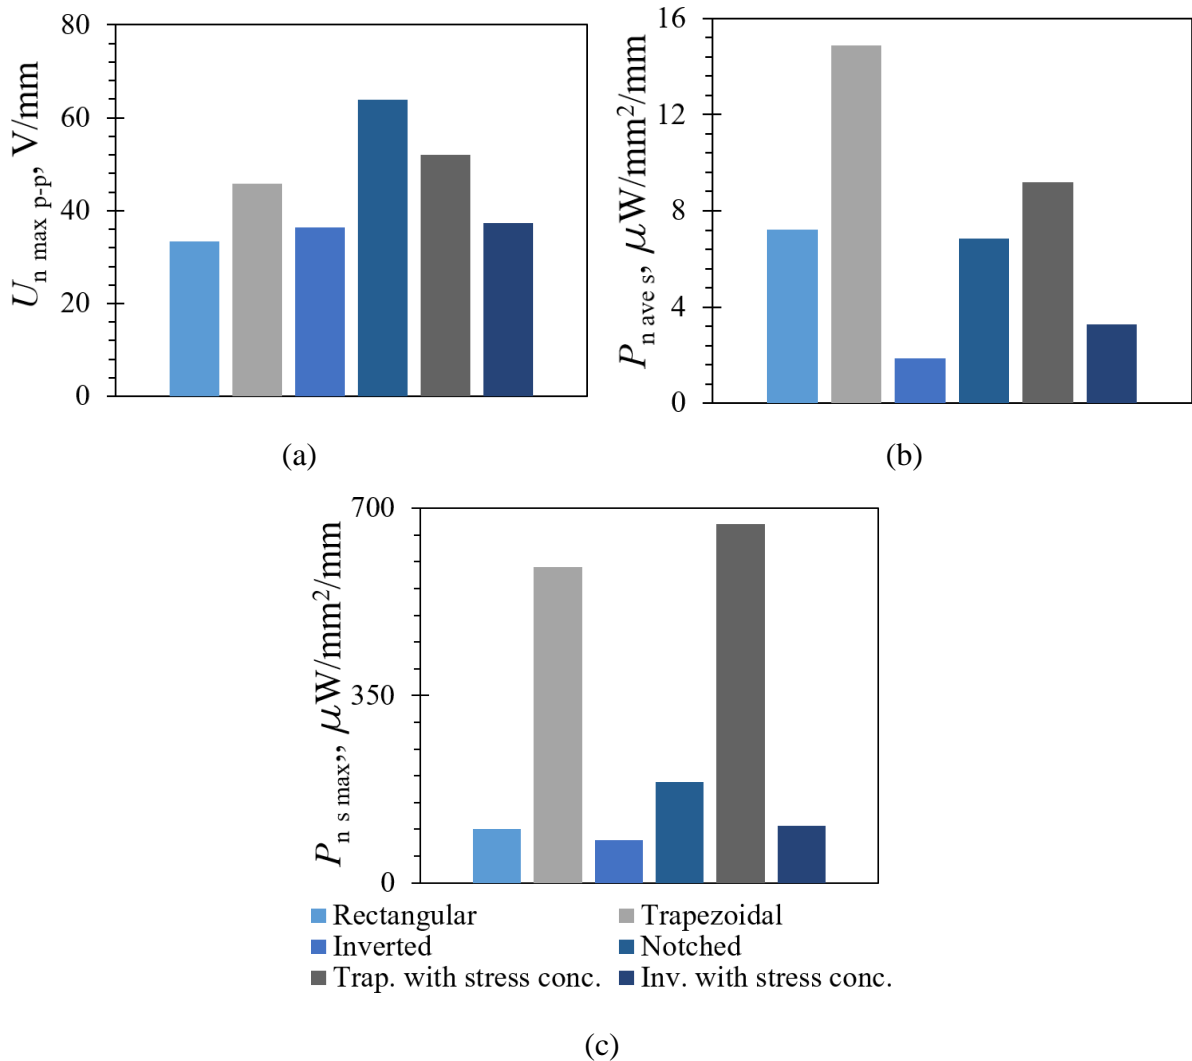 80
60
40
20
0
U n max p-p, V/mm
(a)
16
12
8
4
0
P n ave s, μW/mm²/mm
(b)
700
350
0
P n s max,, μW/mm²/mm
Rectangular Trapezoidal
Inverted Notched
Trap. with stress conc. Inv. with stress conc.
(c)